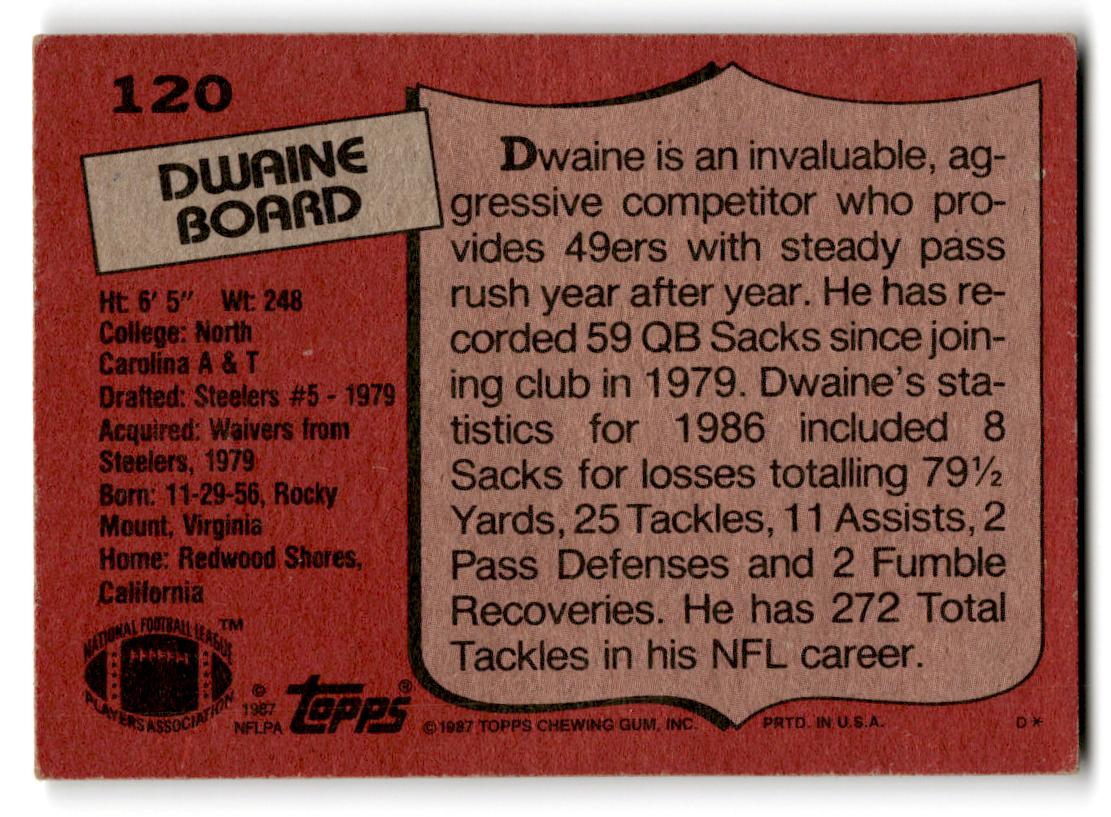 120
DWAINE
BOARD
Ht: 6' 5" Wt: 248
College: North
Carolina A & T
Drafted: Steelers #5 - 1979
Acquired: Waivers from
Steelers, 1979
Born: 11-29-56, Rocky
Mount, Virginia
Home: Redwood Shores,
California
NATIONAL FOOTBALL LEAGUE
PLAYERS ASSOCIATION
TM
©
1987
NFLPA
Topps®
Dwaine is an invaluable, ag-
gressive competitor who pro-
vides 49ers with steady pass
rush year after year. He has re-
corded 59 QB Sacks since join-
ing club in 1979. Dwaine's sta-
tistics for 1986 included 8
Sacks for losses totalling 79½
Yards, 25 Tackles, 11 Assists, 2
Pass Defenses and 2 Fumble
Recoveries. He has 272 Total
Tackles in his NFL career.
©1987 TOPPS CHEWING GUM, INC. PRTD. IN U.S.A. D*